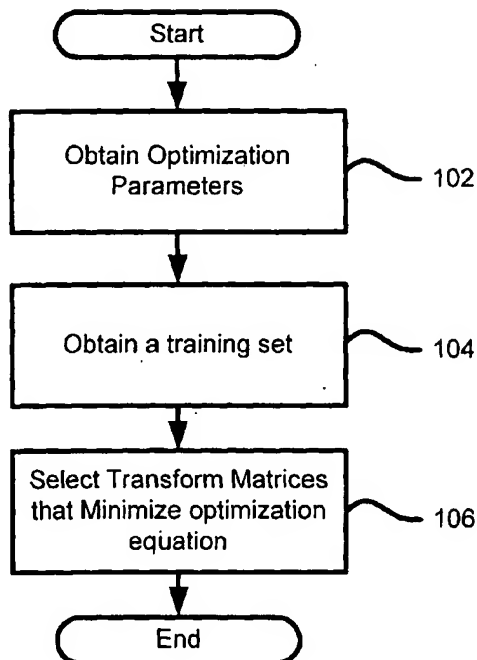 Start
Obtain Optimization
Parameters
102
Obtain a training set
104
Select Transform Matrices
that Minimize optimization
equation
106
End